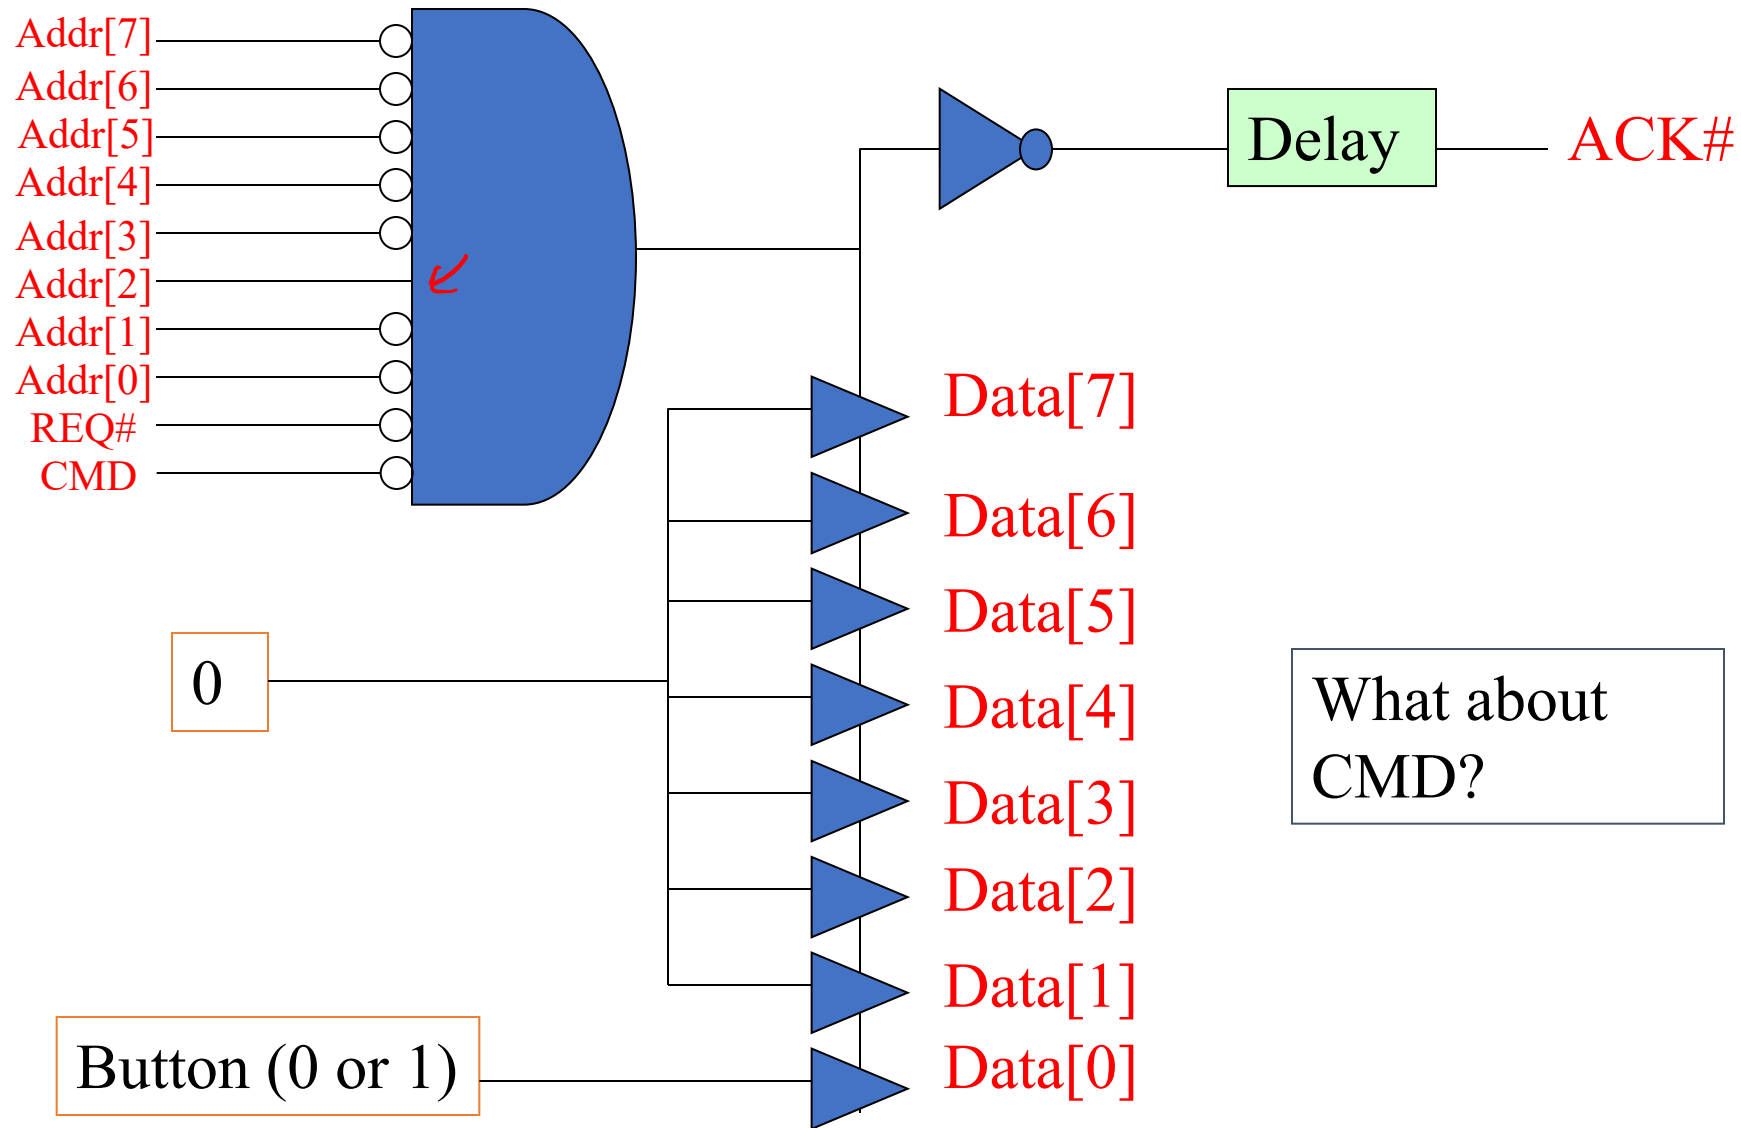 Addr[7]
Addr[6]
Addr[5]
Addr[4]
Addr[3]
Addr[2]
Addr[1]
Addr[0]
REQ#
CMD
Delay
ACK#
Data[7]
Data[6]
Data[5]
Data[4]
Data[3]
Data[2]
Data[1]
Data[0]
0
Button (0 or 1)
What about
CMD?